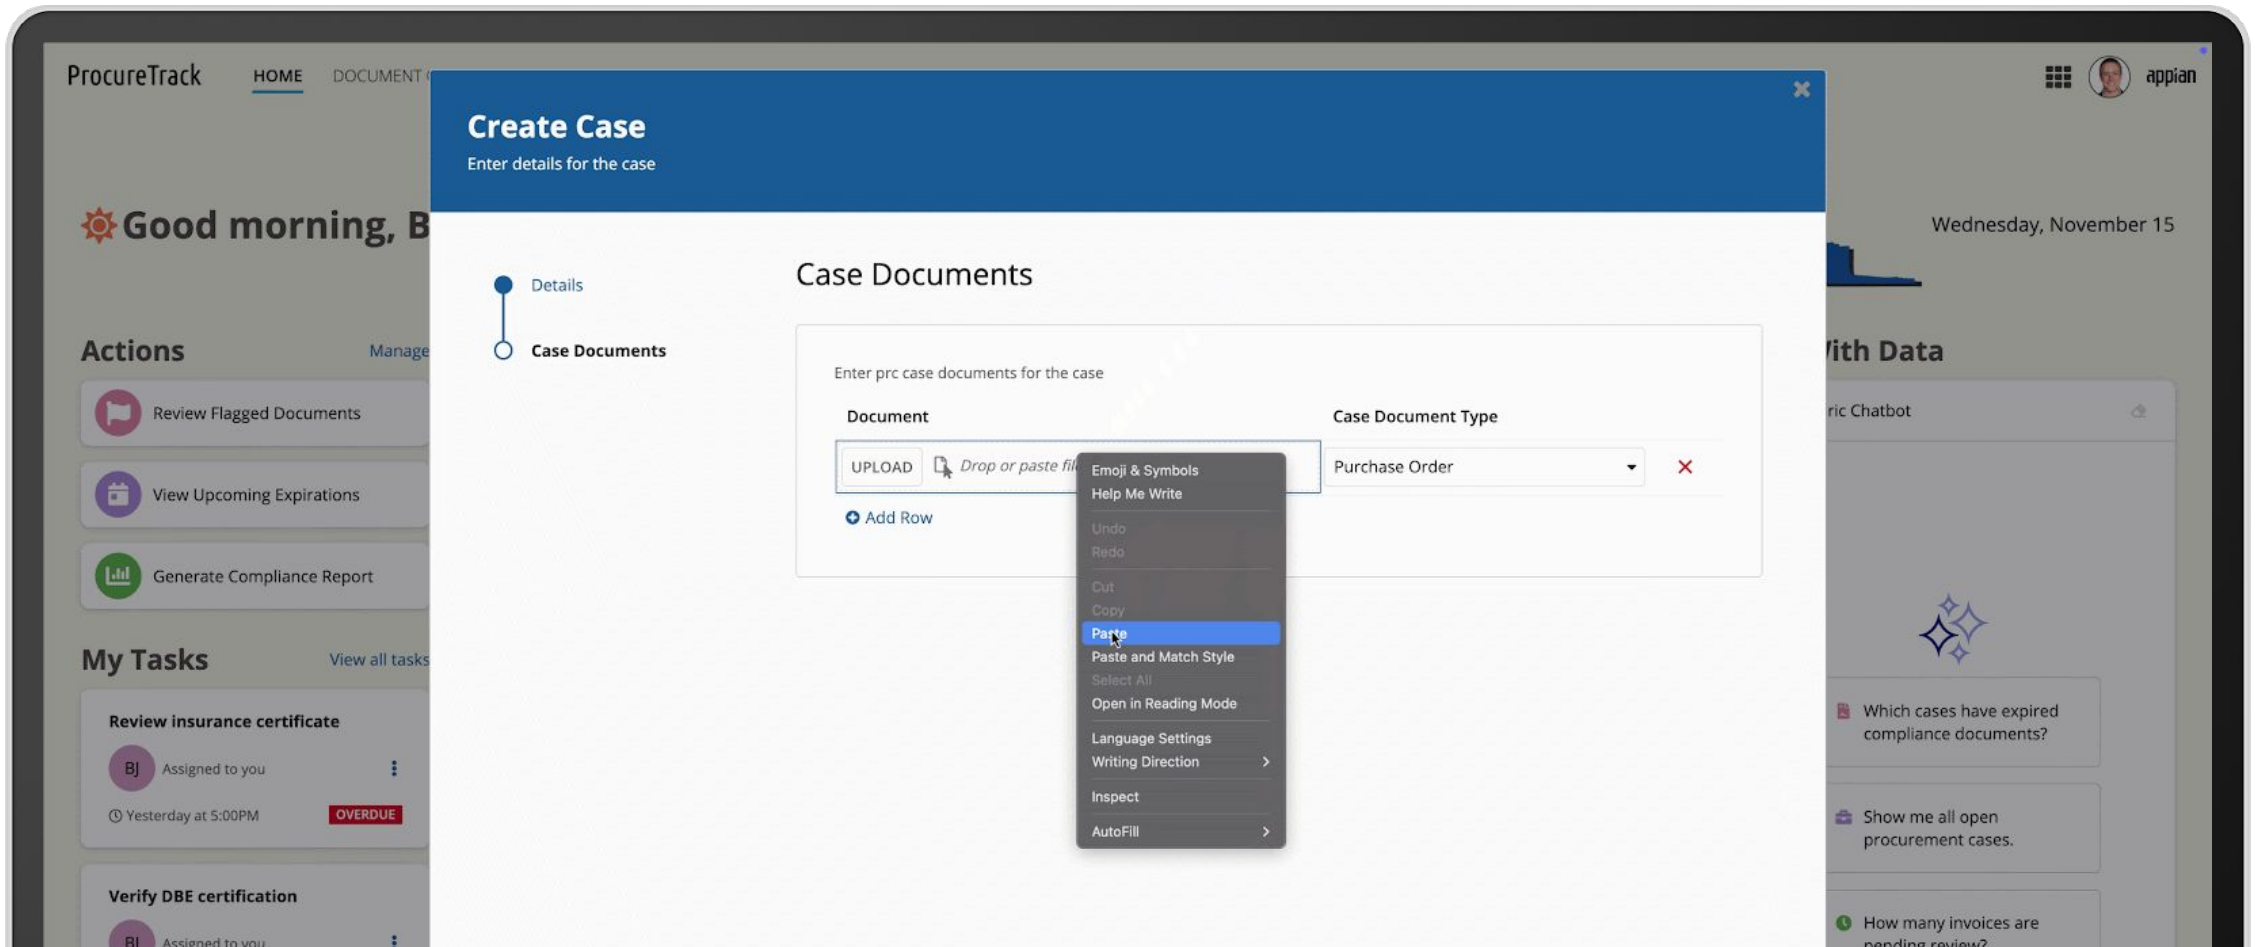 ProcureTrack
HOME
DOCUMENT
appian
Create Case
Enter details for the case
Good morning, B
Wednesday, November 15
Details
Case Documents
Case Documents
Enter prc case documents for the case
Document
Case Document Type
UPLOAD
Drop or paste fil
Purchase Order
Add Row
Emoji & Symbols
Help Me Write
Undo
Redo
Cut
Copy
Paste
Paste and Match Style
Select All
Open in Reading Mode
Language Settings
Writing Direction
Inspect
AutoFill
Actions
Manage
Review Flagged Documents
View Upcoming Expirations
Generate Compliance Report
My Tasks
View all tasks
Review insurance certificate
BJ
Assigned to you
Yesterday at 5:00PM
OVERDUE
Verify DBE certification
BJ
Assigned to you
With Data
ric Chatbot
Which cases have expired
compliance documents?
Show me all open
procurement cases.
How many invoices are
pending review?